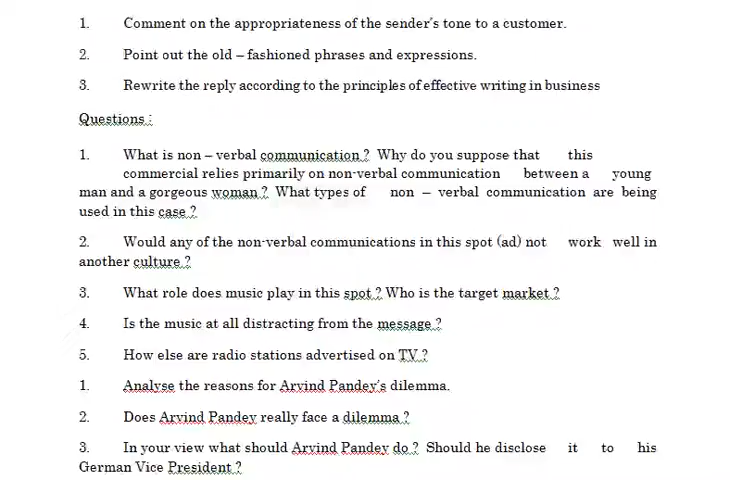 1. Comment on the appropriateness of the sender's tone to a customer.
2. Point out the old – fashioned phrases and expressions.
3. Rewrite the reply according to the principles of effective writing in business
Questions :
1. What is non – verbal communication ? Why do you suppose that this
commercial relies primarily on non-verbal communication between a young
man and a gorgeous woman ? What types of non – verbal communication are being
used in this case ?
2. Would any of the non-verbal communications in this spot (ad) not work well in
another culture ?
3. What role does music play in this spot ? Who is the target market ?
4. Is the music at all distracting from the message ?
5. How else are radio stations advertised on TV ?
1. Analyse the reasons for Arvind Pandey's dilemma.
2. Does Arvind Pandey really face a dilemma ?
3. In your view what should Arvind Pandey do ? Should he disclose it to his
German Vice President ?